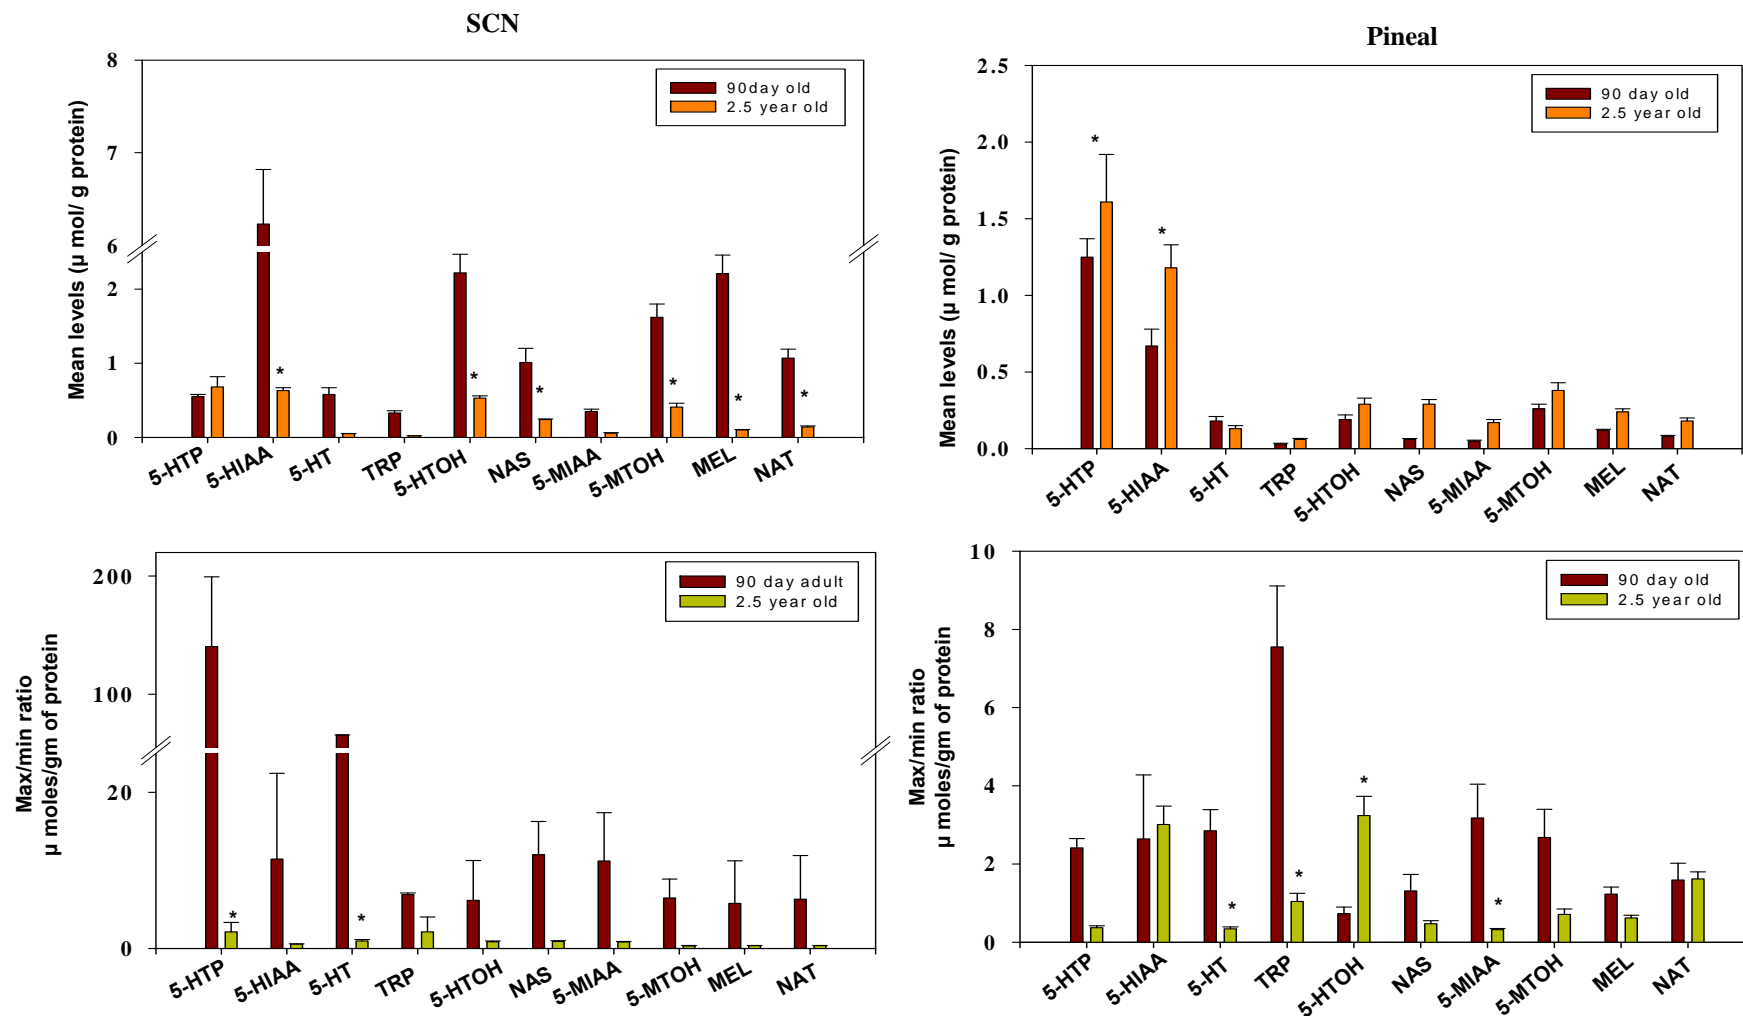 SCN
Mean levels (µ mol/ g protein)
8
7
6
2
1
0
90day old
2.5 year old
*
*
*
*
*
*
5-HTP
5-HIAA
5-HT
TRP
5-HTOH
NAS
5-MIAA
5-MTOH
MEL
NAT
Pineal
Mean levels (µ mol/ g protein)
2.5
2.0
1.5
1.0
0.5
0.0
90 day old
2.5 year old
*
*
5-HTP
5-HIAA
5-HT
TRP
5-HTOH
NAS
5-MIAA
5-MTOH
MEL
NAT
Max/min ratio
µ moles/gm of protein
200
100
20
0
90 day adult
2.5 year old
*
*
5-HTP
5-HIAA
5-HT
TRP
5-HTOH
NAS
5-MIAA
5-MTOH
MEL
NAT
Max/min ratio
µ moles/gm of protein
10
8
6
4
2
0
90 day old
2.5 year old
*
*
*
*
5-HTP
5-HIAA
5-HT
TRP
5-HTOH
NAS
5-MIAA
5-MTOH
MEL
NAT